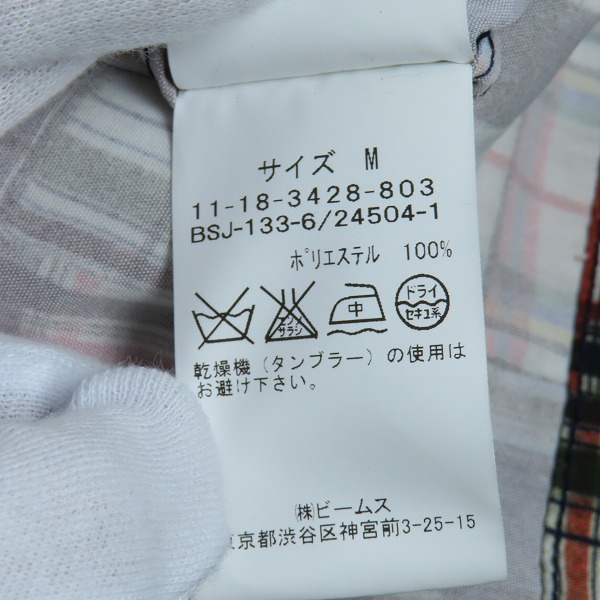 サイズ M
11-18-3428-803
BSJ-133-6/24504-1
ポリエステル 100%
エンソ
サラシ
中
ドライ
セキユ系
乾燥機(タンブラー)の使用は
お避け下さい。
㈱ビームス
東京都渋谷区神宮前3-25-15